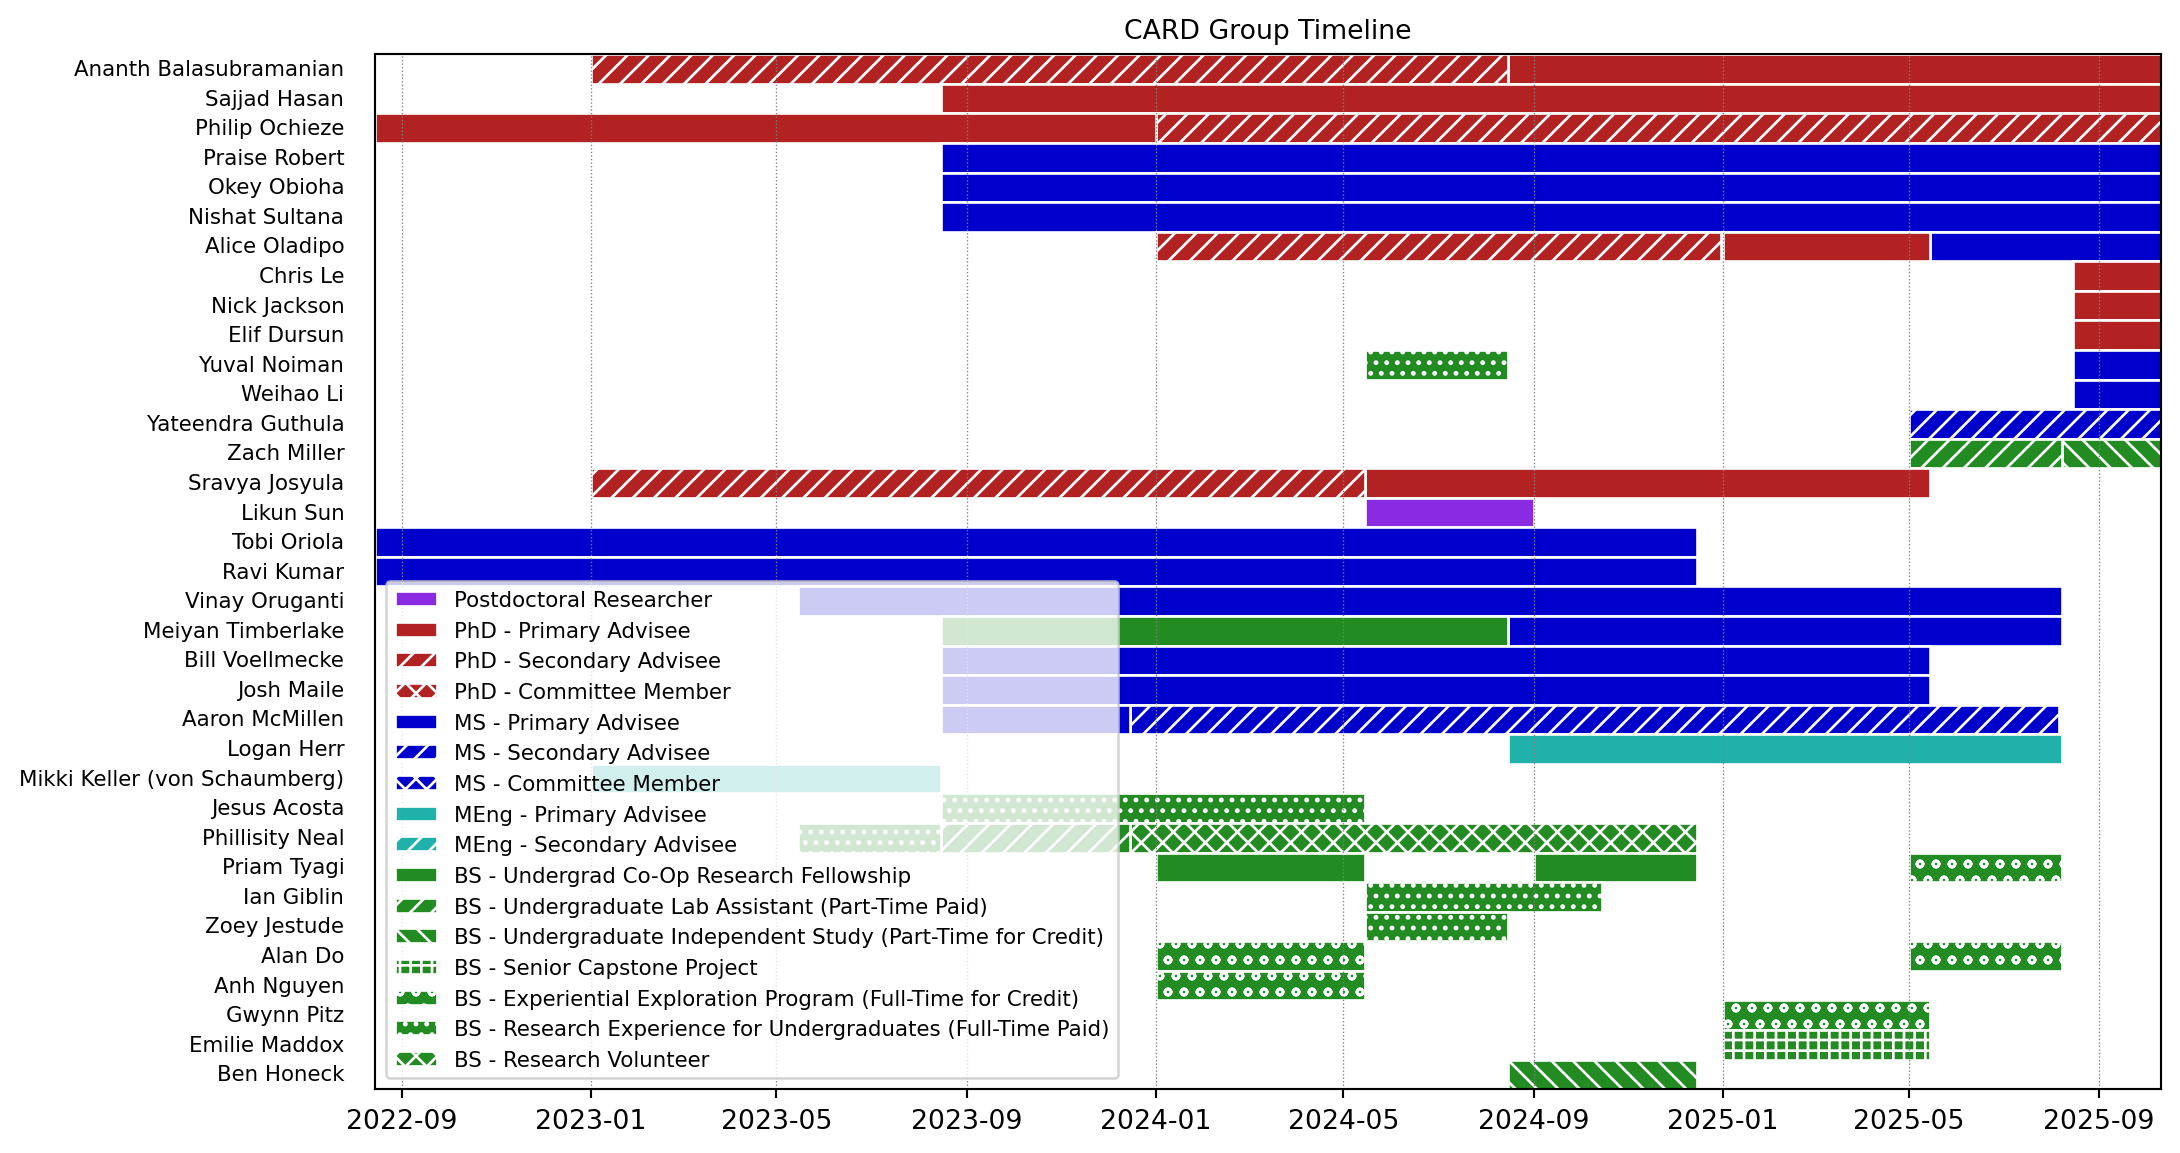 CARD Group Timeline
Ananth Balasubramanian
Sajjad Hasan
Philip Ochieze
Praise Robert
Okey Obioha
Nishat Sultana
Alice Oladipo
Chris Le
Nick Jackson
Elif Dursun
Yuval Noiman
Weihao Li
Yateendra Guthula
Zach Miller
Sravya Josyula
Likun Sun
Tobi Oriola
Ravi Kumar
Vinay Oruganti
Meiyan Timberlake
Bill Voellmecke
Josh Maile
Aaron McMillen
Logan Herr
Mikki Keller (von Schaumberg)
Jesus Acosta
Phillisity Neal
Priam Tyagi
Ian Giblin
Zoey Jestude
Alan Do
Anh Nguyen
Gwynn Pitz
Emilie Maddox
Ben Honeck
Postdoctoral Researcher
PhD - Primary Advisee
PhD - Secondary Advisee
PhD - Committee Member
MS - Primary Advisee
MS - Secondary Advisee
MS - Committee Member
MEng - Primary Advisee
MEng - Secondary Advisee
BS - Undergrad Co-Op Research Fellowship
BS - Undergraduate Lab Assistant (Part-Time Paid)
BS - Undergraduate Independent Study (Part-Time for Credit)
BS - Senior Capstone Project
BS - Experiential Exploration Program (Full-Time for Credit)
BS - Research Experience for Undergraduates (Full-Time Paid)
BS - Research Volunteer
2022-09 2023-01 2023-05 2023-09 2024-01 2024-05 2024-09 2025-01 2025-05 2025-09